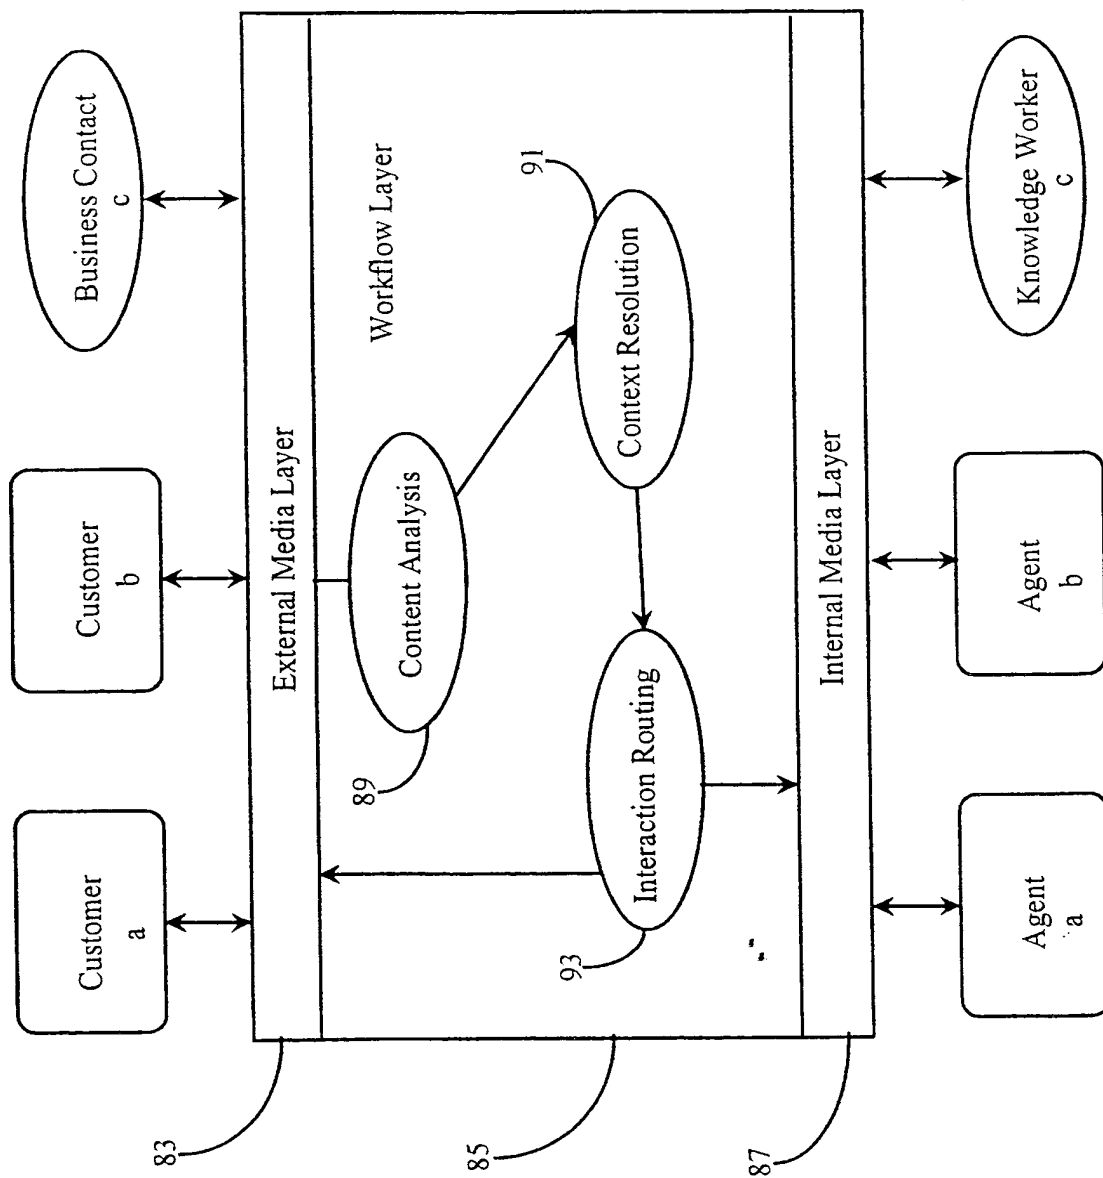 Customer
a
Customer
b
Business Contact
c
83
External Media Layer
Workflow Layer
89
Content Analysis
91
85
Context Resolution
93
Interaction Routing
87
Internal Media Layer
Agent
a
Agent
b
Knowledge Worker
c